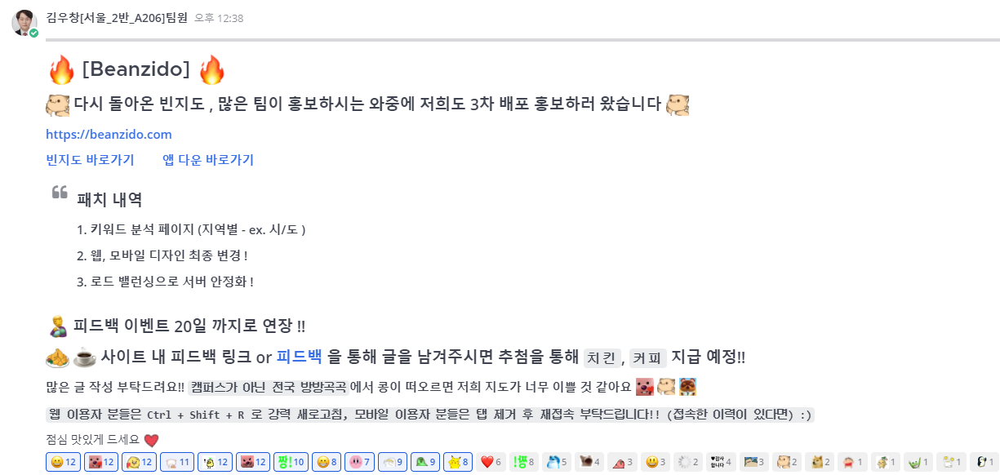 김우창[서울_2반_A206]팀원 오후 12:38
[Beanzido]
다시 돌아온 빈지도 , 많은 팀이 홍보하시는 와중에 저희도 3차 배포 홍보하러 왔습니다
https://beanzido.com
빈지도 바로가기 앱 다운 바로가기
패치 내역
1. 키워드 분석 페이지 (지역별 - ex. 시/도 )
2. 웹, 모바일 디자인 최종 변경 !
3. 로드 밸런싱으로 서버 안정화 !
피드백 이벤트 20일 까지로 연장 !!
사이트 내 피드백 링크 or 피드백 을 통해 글을 남겨주시면 추첨을 통해 치킨 , 커피 지급 예정!!
많은 글 작성 부탁드려요!! 캠퍼스가 아닌 전국 방방곡곡 에서 콩이 떠오르면 저희 지도가 너무 이쁠 것 같아요
웹 이용자 분들은 Ctrl + Shift + R 로 강력 새로고침, 모바일 이용자 분들은 탭 제거 후 재접속 부탁드립니다!! (접속한 이력이 있다면) :)
점심 맛있게 드세요
12 12 12 11 12 12 짱! 10 8 7 9 9 8 6 8 5 4 3 3 2 ♥감사합니다 4 3 2 2 1 1 1 1 1